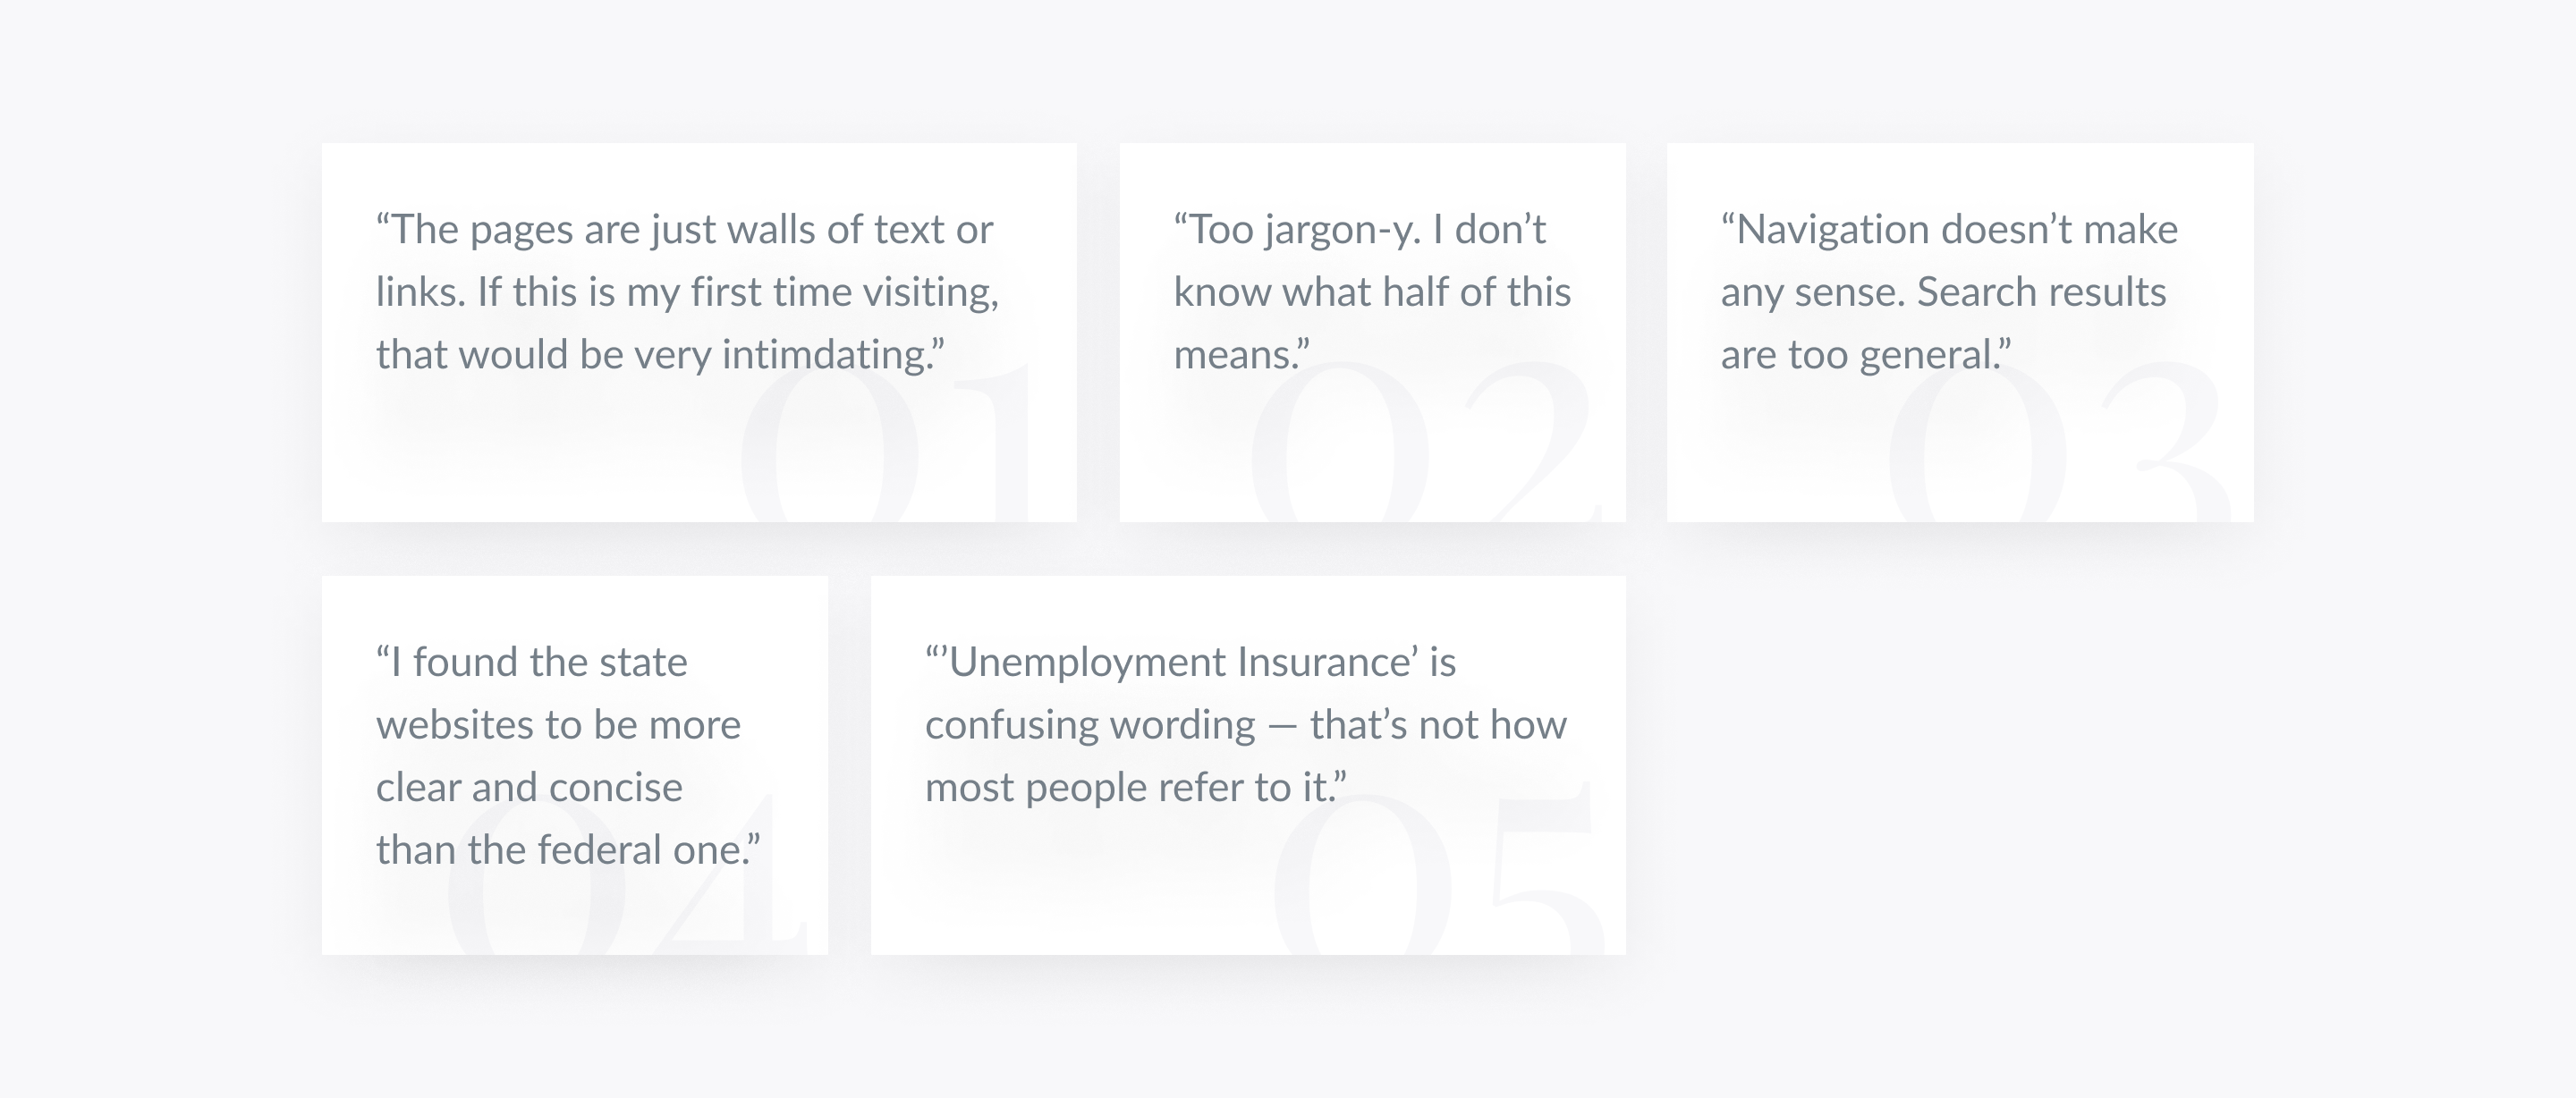 “The pages are just walls of text or
links. If this is my first time visiting,
that would be very intimdating.”
01
“Too jargon-y. I don’t
know what half of this
means.”
02
“Navigation doesn’t make
any sense. Search results
are too general.”
03
“I found the state
websites to be more
clear and concise
than the federal one.”
04
“’Unemployment Insurance’ is
confusing wording — that’s not how
most people refer to it.”
05